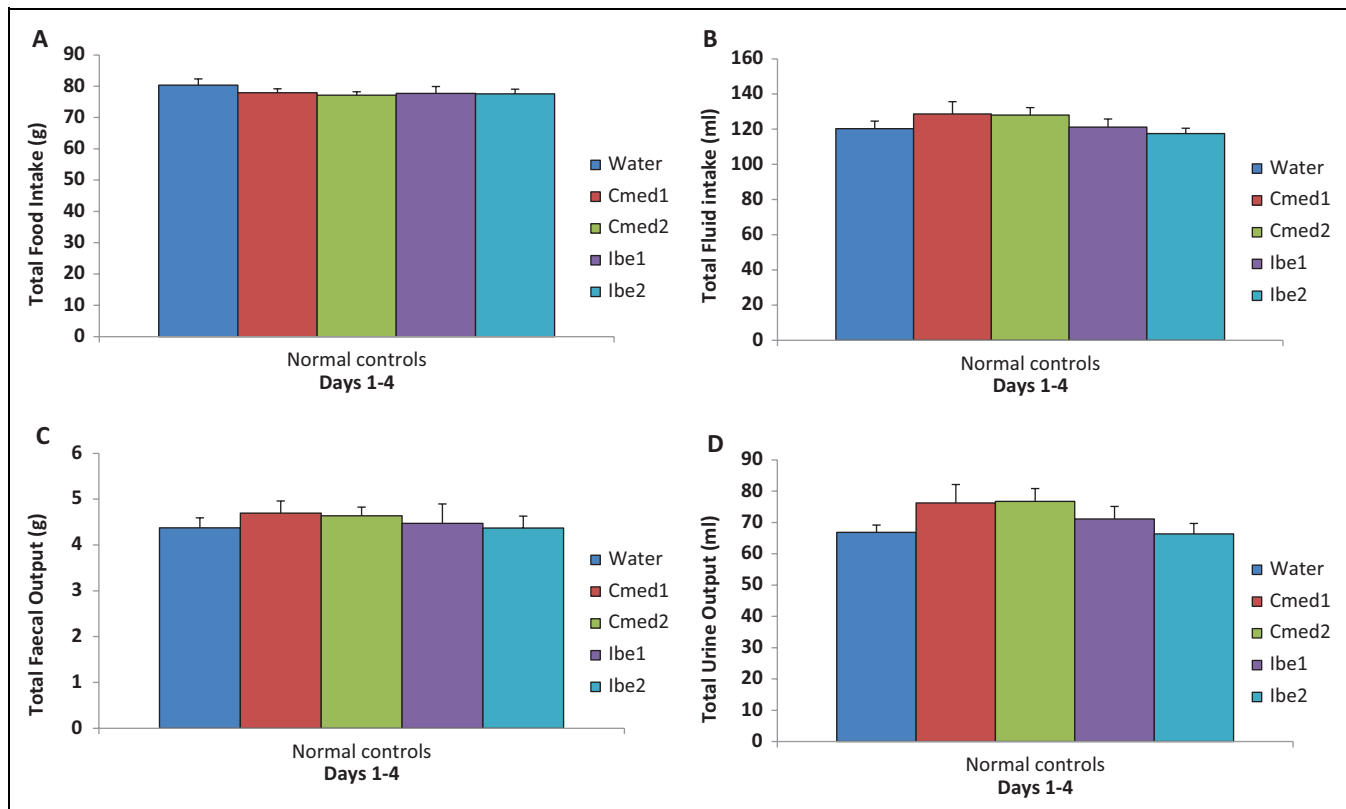 A
90
80
70
60
50
40
30
20
10
0
Total Food Intake (g)
Water
Cmed1
Cmed2
Ibe1
Ibe2
Normal controls
Days 1-4
B
160
140
120
100
80
60
40
20
0
Total Fluid intake (ml)
Water
Cmed1
Cmed2
Ibe1
Ibe2
Normal controls
Days 1-4
C
6
5
4
3
2
1
0
Total Faecal Output (g)
Water
Cmed1
Cmed2
Ibe1
Ibe2
Normal controls
Days 1-4
D
90
80
70
60
50
40
30
20
10
0
Total Urine Output (ml)
Water
Cmed1
Cmed2
Ibe1
Ibe2
Normal controls
Days 1-4